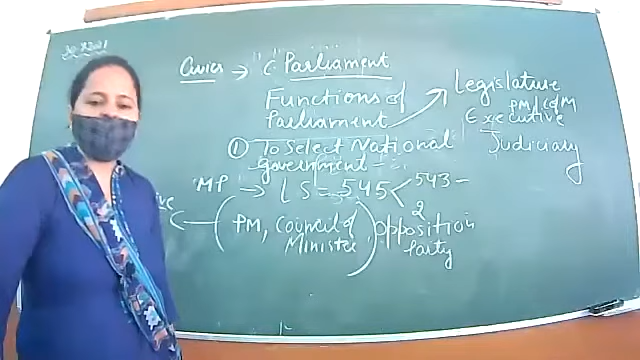 Civics → "C" Parliament
Functions of
Parliament
Legislature
PM/COM
Executive
Judiciary
① To Select National
government -
"MP" → LS = 545 < 543 -
2
(PM, Council of
Ministee) opposition
Party